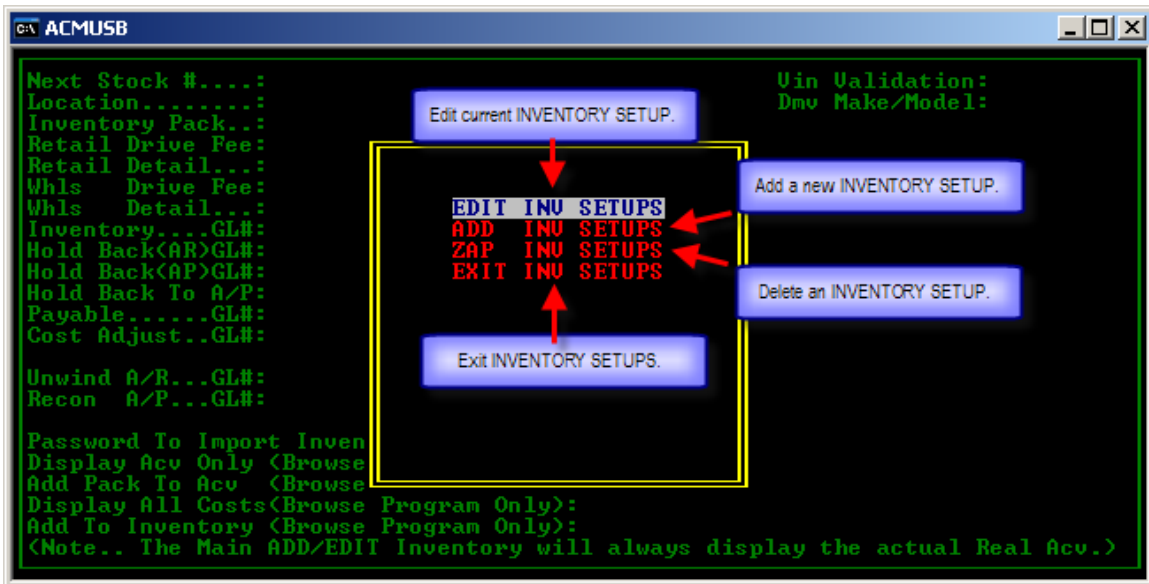 ACMUSB
Next Stock #....: Vin Validation:
Location........: Dmv Make/Model:
Edit current INVENTORY SETUP.
Inventory Pack..:
Retail Drive Fee:
Retail Detail...:
Add a new INVENTORY SETUP.
Whls Drive Fee:
Whls Detail...: EDIT INV SETUPS
Inventory....GL#: ADD INV SETUPS
Hold Back(AR)GL#: ZAP INV SETUPS
Hold Back(AP)GL#: EXIT INV SETUPS
Hold Back To A/P:
Delete an INVENTORY SETUP.
Payable......GL#:
Cost Adjust..GL#:
Exit INVENTORY SETUPS.
Unwind A/R...GL#:
Recon A/P...GL#:
Password To Import Inven
Display Acv Only (Browse
Add Pack To Acv (Browse
Display All Costs(Browse Program Only):
Add To Inventory (Browse Program Only):
(Note.. The Main ADD/EDIT Inventory will always display the actual Real Acv.)